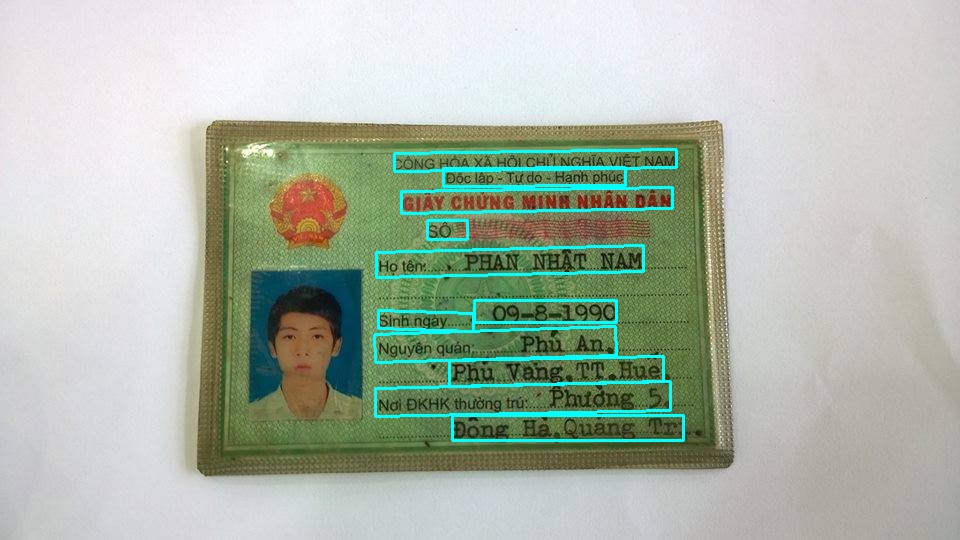 CỘNG HÒA XÃ HỘI CHỦ NGHĨA VIỆT NAM
Độc lập - Tự do - Hạnh phúc
GIẤY CHỨNG MINH NHÂN DÂN
SỐ
Họ tên: PHAN NHẬT NAM
Sinh ngày 09-8-1990
Nguyên quán: Phú An,
Phú Vang, TT. Huế.
Nơi ĐKHK thường trú: Phường 5,
Đông Hà, Quảng Tr